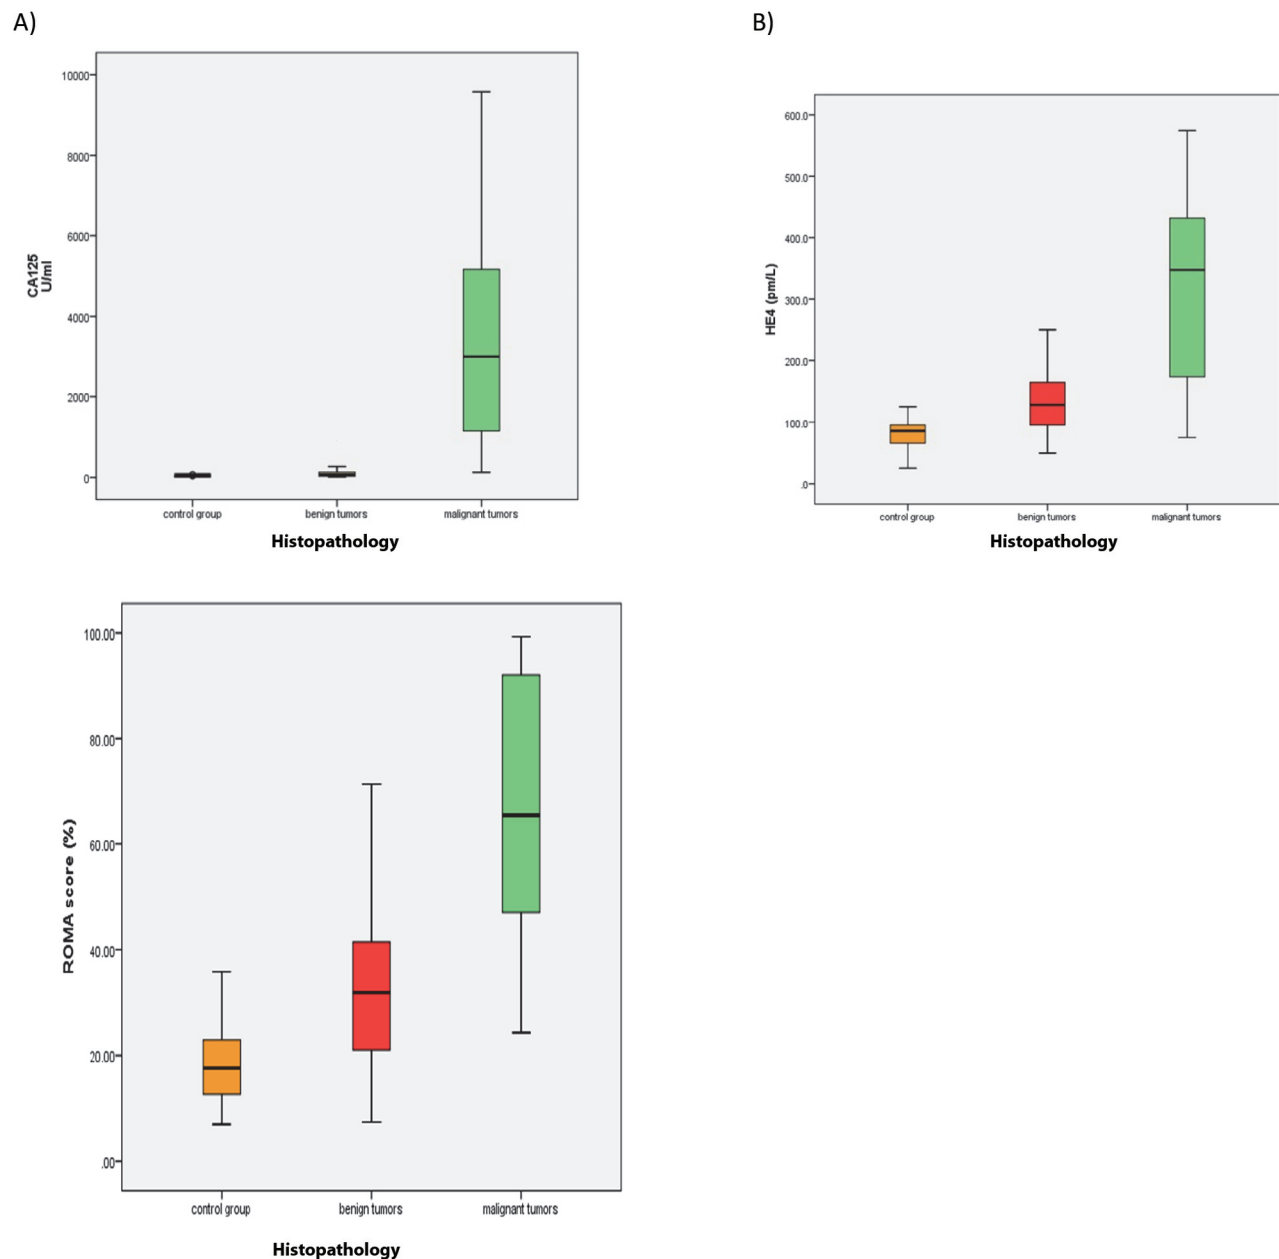 A)
10000
8000
6000
4000
2000
0
CA125
U/ml
control group
benign tumors
malignant tumors
Histopathology
B)
600.0
500.0
400.0
300.0
200.0
100.0
.0
HE4 (pm/L)
control group
benign tumors
malignant tumors
Histopathology
100.00
80.00
60.00
40.00
20.00
.00
ROMA score (%)
control group
benign tumors
malignant tumors
Histopathology